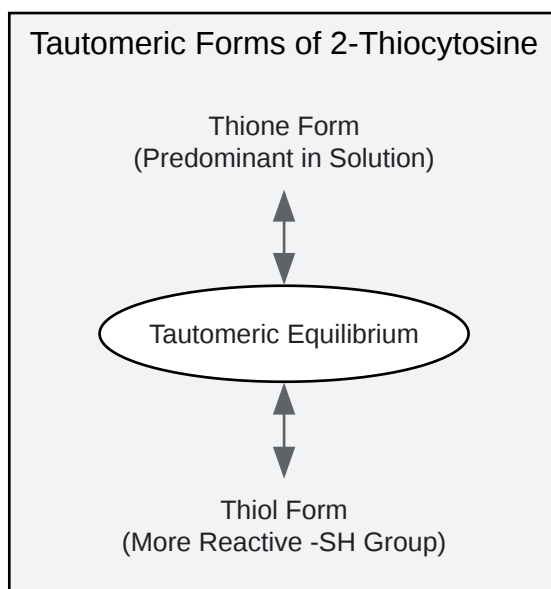 Tautomeric Forms of 2-Thiocytosine
Thione Form
(Predominant in Solution)
Tautomeric Equilibrium
Thiol Form
(More Reactive -SH Group)